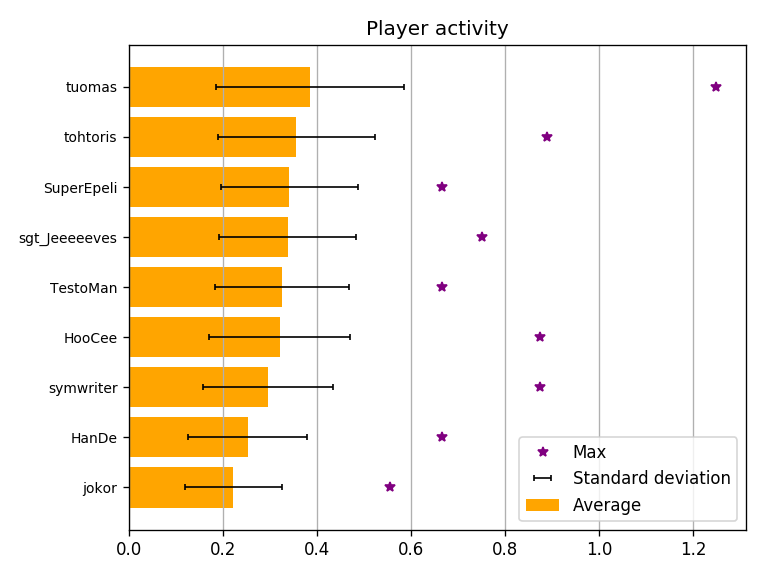 Player activity
tuomas
tohtoris
SuperEpeli
sgt_Jeeeeeves
TestoMan
HooCee
symwriter
HanDe
jokor
Max
Standard deviation
Average
0.0 0.2 0.4 0.6 0.8 1.0 1.2